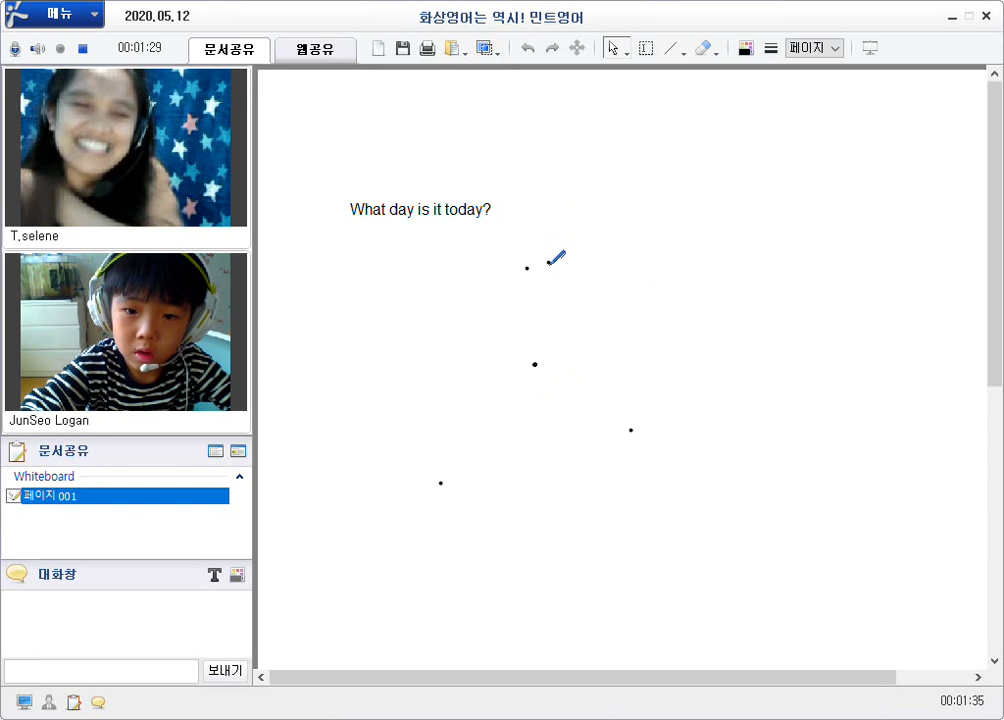 메뉴
2020.05.12
화상영어는 역시! 민트영어
00:01:29
문서공유
웹공유
페이지
T.selene
JunSeo Logan
What day is it today?
문서공유
Whiteboard
페이지 001
대화창
T
보내기
00:01:35